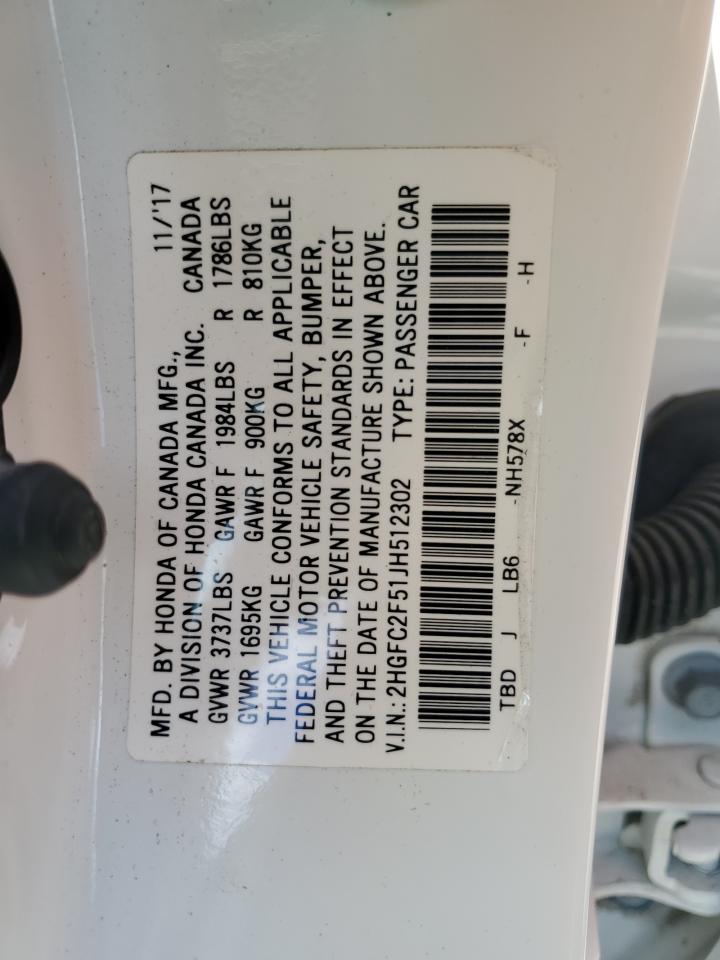 MFD. BY HONDA OF CANADA MFG., 11/'17
A DIVISION OF HONDA CANADA INC. CANADA
GVWR 3737LBS GAWR F 1984LBS R 1786LBS
GVWR 1695KG GAWR F 900KG R 810KG
THIS VEHICLE CONFORMS TO ALL APPLICABLE
FEDERAL MOTOR VEHICLE SAFETY, BUMPER,
AND THEFT PREVENTION STANDARDS IN EFFECT
ON THE DATE OF MANUFACTURE SHOWN ABOVE.
V.I.N.: 2HGFC2F51JH512302 TYPE: PASSENGER CAR
TBD J LB6 -NH578X -F -H